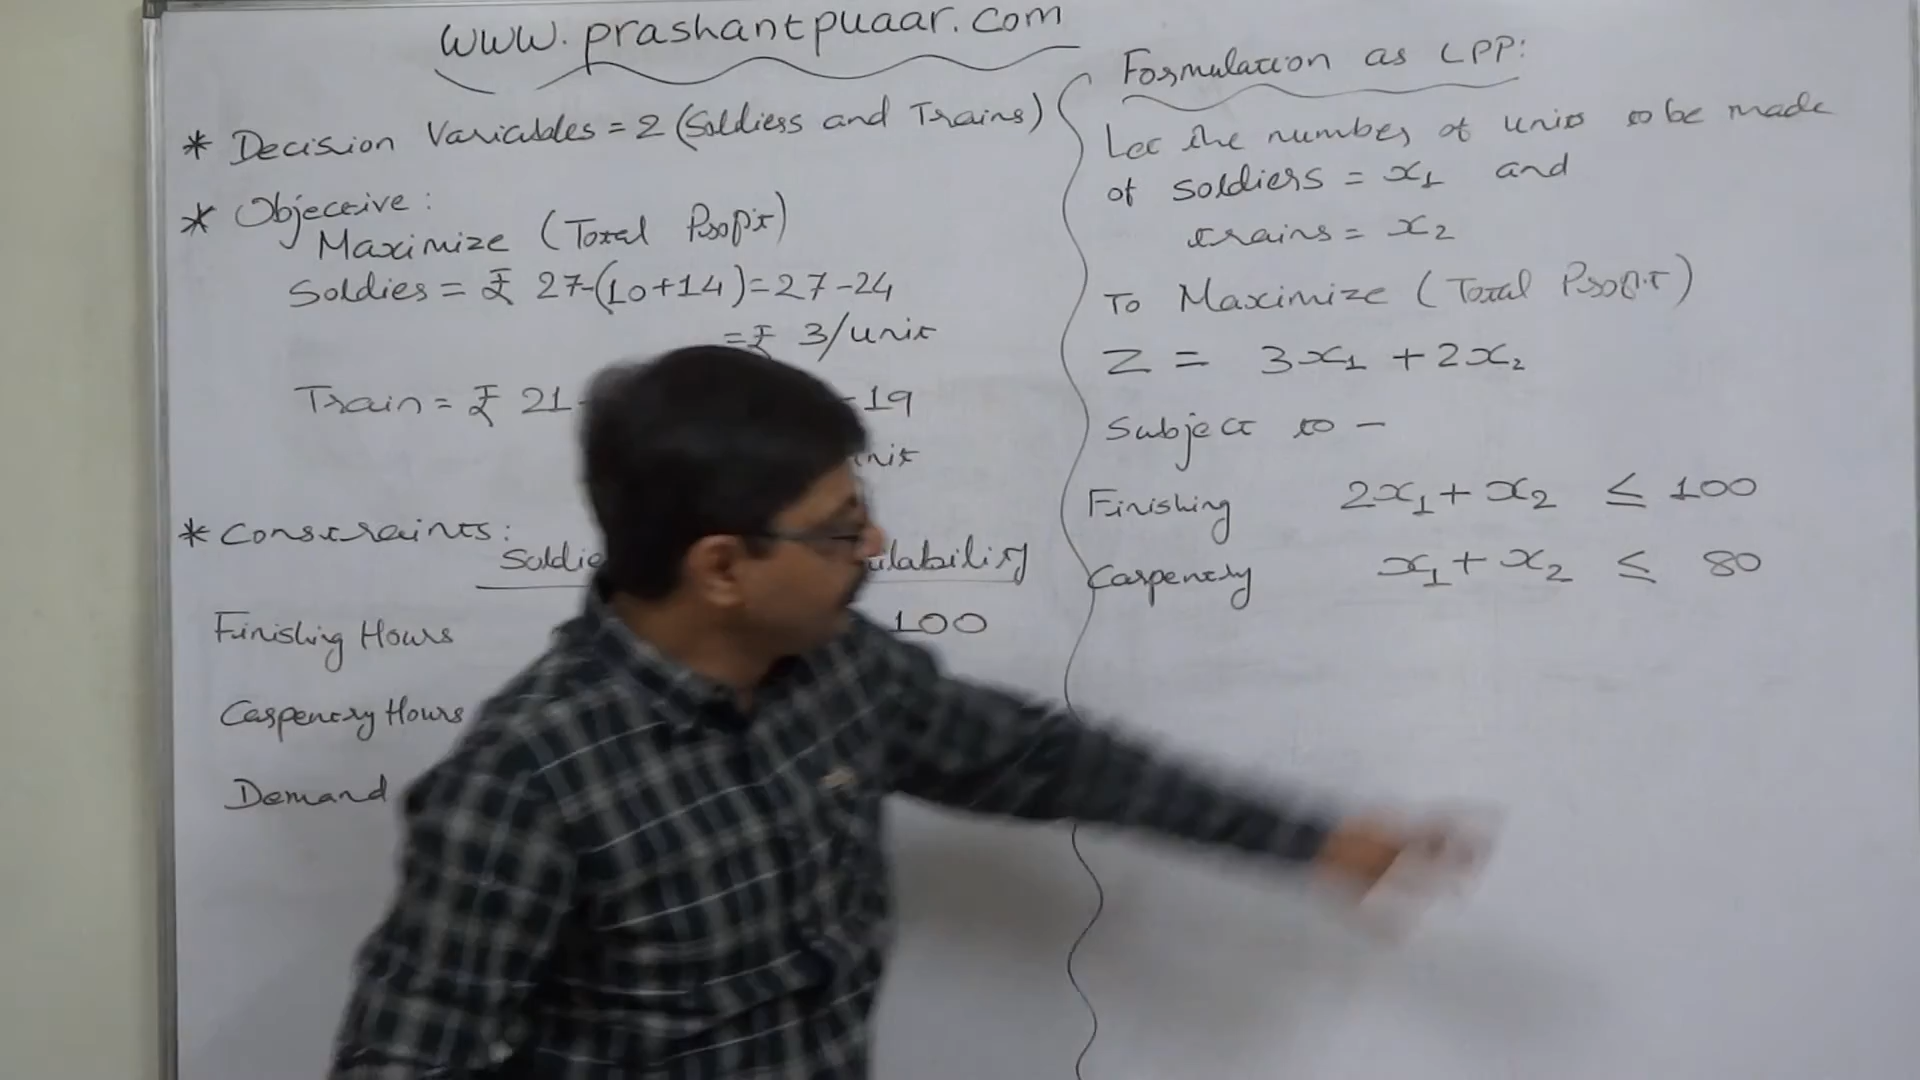 www.prashantpuaar.com
* Decision Variables = 2 (Soldiers and Trains)
* Objective:
Maximize (Total Profit)
Soldies = ₹ 27-(10+14)=27-24
=₹ 3/unit
Train = ₹ 21 -19
* Constraints:
100
Finishing Hours
Carpentry Hours
Demand
Formulation as LPP:
Let the number of units to be made
of soldiers = x₁ and
trains = x₂
To Maximize (Total Profit)
Z = 3x₁ + 2x₂
Subject to –
Finishing 2x₁ + x₂ ≤ 100
Carpentry x₁ + x₂ ≤ 80